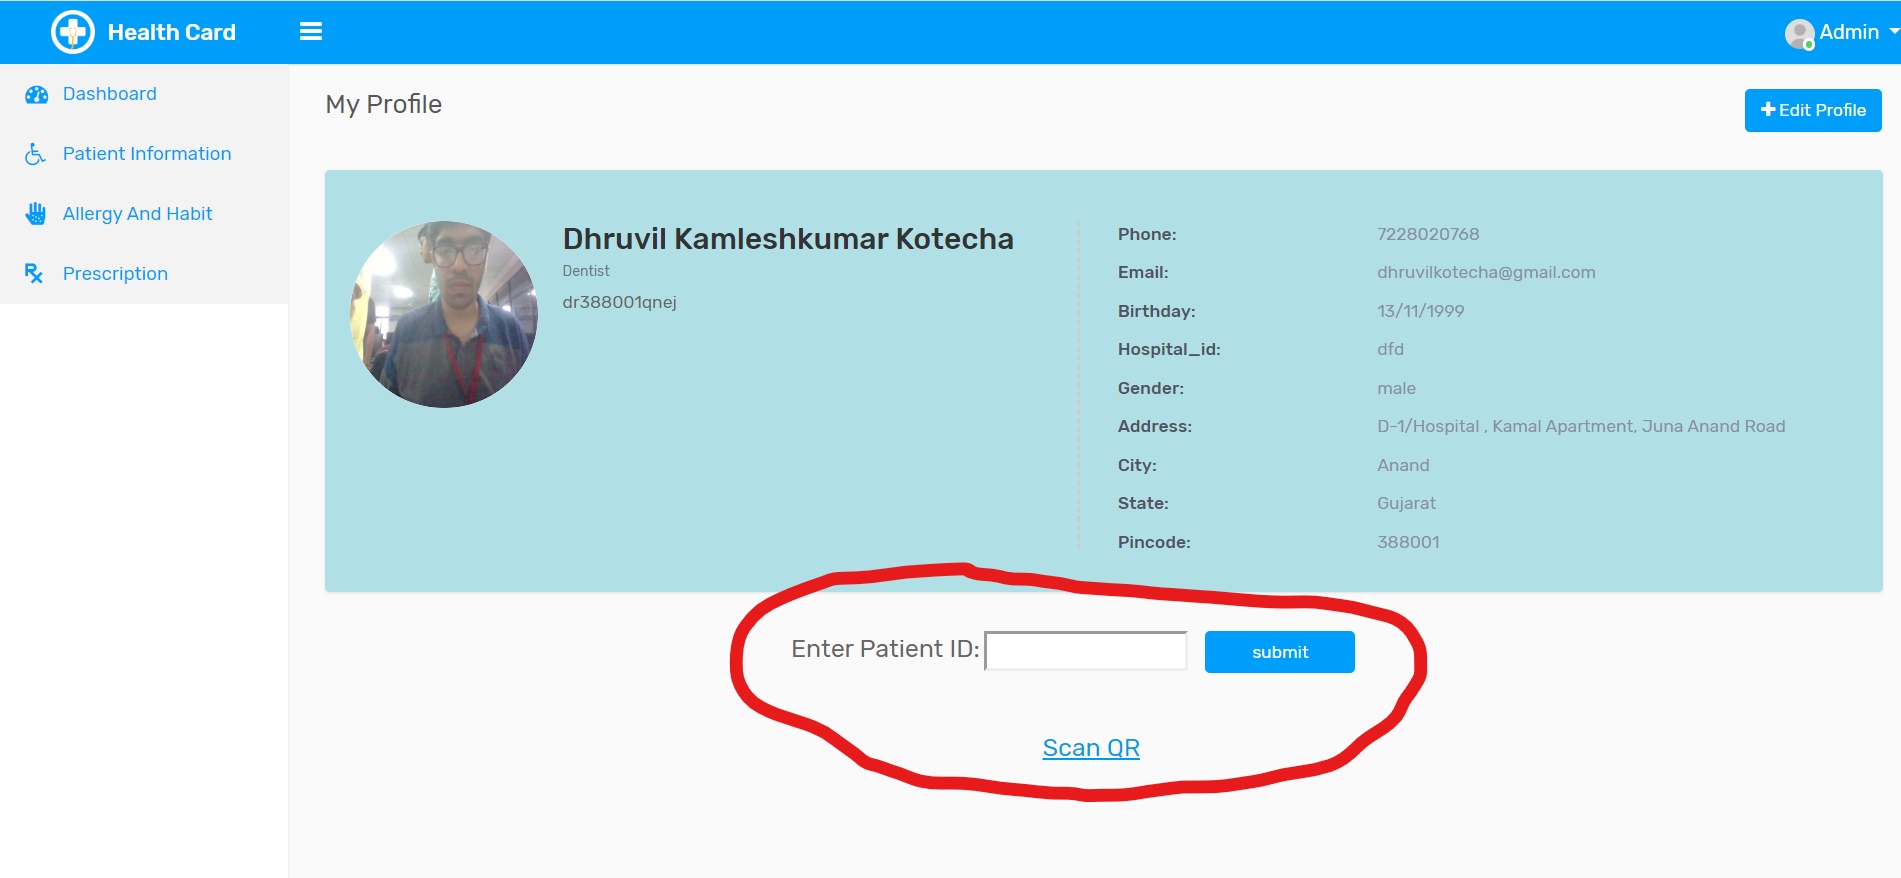 Health Card
Admin
Dashboard
Patient Information
Allergy And Habit
Prescription
My Profile
Edit Profile
Dhruvil Kamleshkumar Kotecha
Dentist
dr388001qnej
Phone: 7228020768
Email: dhruvilkotecha@gmail.com
Birthday: 13/11/1999
Hospital_id: dfd
Gender: male
Address: D-1/Hospital , Kamal Apartment, Juna Anand Road
City: Anand
State: Gujarat
Pincode: 388001
Enter Patient ID: submit
Scan QR